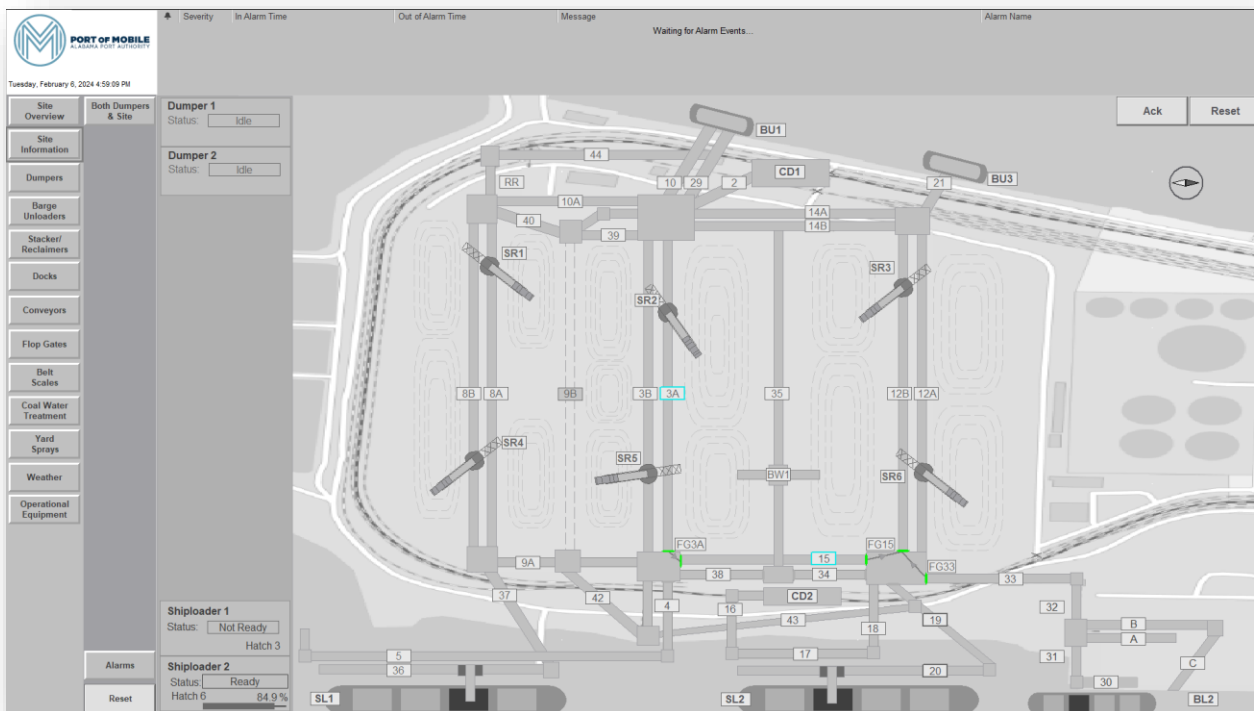 Severity In Alarm Time Out of Alarm Time Message Alarm Name
Waiting for Alarm Events...
PORT OF MOBILE
ALABAMA PORT AUTHORITY
Tuesday, February 6, 2024 4:59:09 PM
Site
Overview
Both Dumpers
& Site
Site
Information
Dumpers
Barge
Unloaders
Stacker/
Reclaimers
Docks
Conveyors
Flop Gates
Belt
Scales
Coal Water
Treatment
Yard
Sprays
Weather
Operational
Equipment
Alarms
Reset
Dumper 1
Status: Idle
Dumper 2
Status: Idle
Shiploader 1
Status: Not Ready
Hatch 3
Shiploader 2
Status: Ready
Hatch 6 84.9 %
Ack Reset
BU1
44
CD1
BU3
RR 10 29 2 21
10A
14A
40
14B
39
SR1
SR3
SR2
8B 8A 9B 3B 3A 35 12B 12A
SR4
SR5
BW1
SR6
FG3A FG15
9A 15
FG33
38 34 33
37 42 CD2
4 16 32
43 19
18 B
A
5 17 31
36 20 C
30
SL1 SL2 BL2